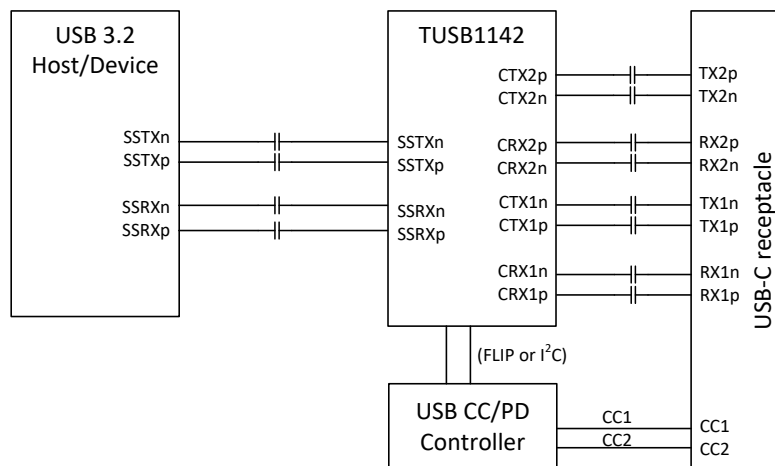 USB 3.2
Host/Device
SSTXn
SSTXp
SSRXn
SSRXp
TUSB1142
SSTXn
SSTXp
SSRXn
SSRXp
CTX2p
CTX2n
CRX2p
CRX2n
CTX1n
CTX1p
CRX1n
CRX1p
TX2p
TX2n
RX2p
RX2n
TX1n
TX1p
RX1n
RX1p
USB-C receptacle
(FLIP or I²C)
USB CC/PD
Controller
CC1
CC2
CC1
CC2